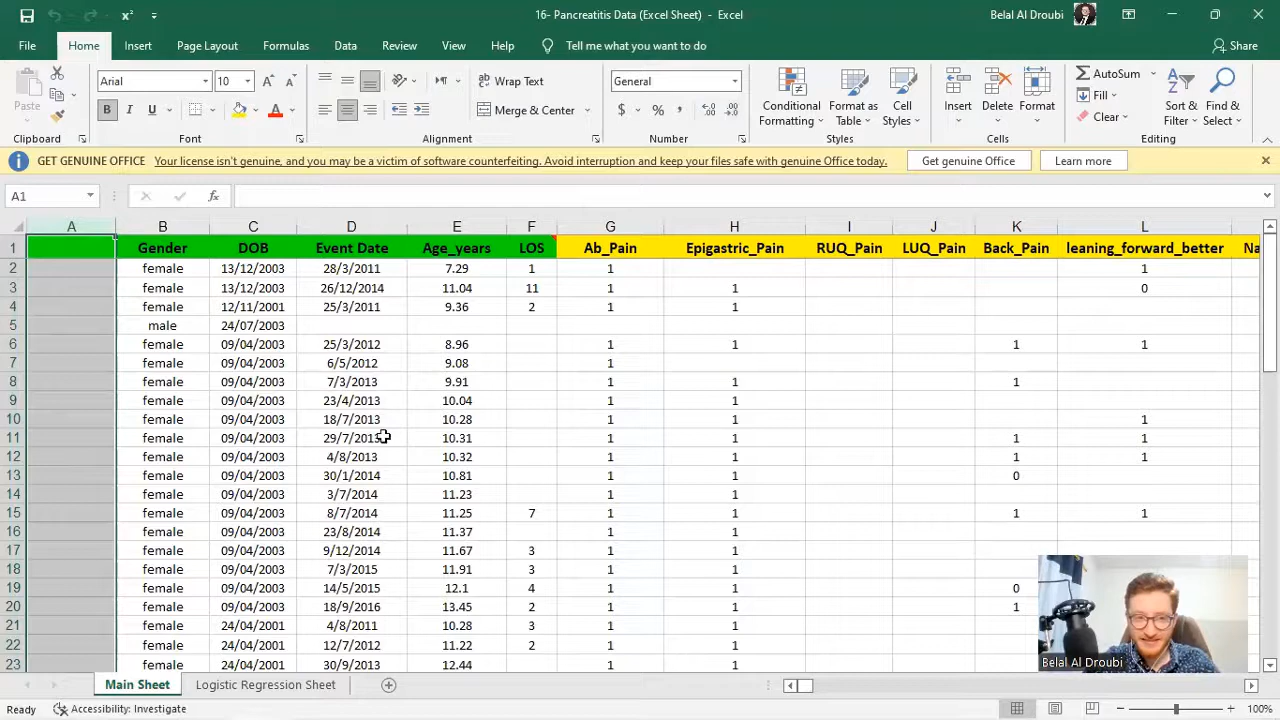 16- Pancreatitis Data (Excel Sheet) - Excel
Belal Al Droubi
File Home Insert Page Layout Formulas Data Review View Help Tell me what you want to do Share
Paste
Arial 10
B I U
Wrap Text
Merge & Center
General
$ % ,
Conditional Formatting
Format as Table
Cell Styles
Insert
Delete
Format
AutoSum
Fill
Clear
Sort & Filter
Find & Select
Clipboard Font Alignment Number Styles Cells Editing
GET GENUINE OFFICE Your license isn't genuine, and you may be a victim of software counterfeiting. Avoid interruption and keep your files safe with genuine Office today. Get genuine Office Learn more
A1 fx
A B C D E F G H I J K L
1 Gender DOB Event Date Age_years LOS Ab_Pain Epigastric_Pain RUQ_Pain LUQ_Pain Back_Pain leaning_forward_better Na
2 female 13/12/2003 28/3/2011 7.29 1 1 1
3 female 13/12/2003 26/12/2014 11.04 11 1 1 0
4 female 12/11/2001 25/3/2011 9.36 2 1 1
5 male 24/07/2003
6 female 09/04/2003 25/3/2012 8.96 1 1 1 1
7 female 09/04/2003 6/5/2012 9.08 1
8 female 09/04/2003 7/3/2013 9.91 1 1 1
9 female 09/04/2003 23/4/2013 10.04 1 1
10 female 09/04/2003 18/7/2013 10.28 1 1 1
11 female 09/04/2003 29/7/2013 10.31 1 1 1 1
12 female 09/04/2003 4/8/2013 10.32 1 1 1 1
13 female 09/04/2003 30/1/2014 10.81 1 1 0
14 female 09/04/2003 3/7/2014 11.23 1 1
15 female 09/04/2003 8/7/2014 11.25 7 1 1 1 1
16 female 09/04/2003 23/8/2014 11.37 1 1
17 female 09/04/2003 9/12/2014 11.67 3 1 1
18 female 09/04/2003 7/3/2015 11.91 3 1 1
19 female 09/04/2003 14/5/2015 12.1 4 1 1 0
20 female 09/04/2003 18/9/2016 13.45 2 1 1 1
21 female 24/04/2001 4/8/2011 10.28 3 1 1
22 female 24/04/2001 12/7/2012 11.22 2 1 1
23 female 24/04/2001 30/9/2013 12.44 1 1
Belal Al Droubi
Main Sheet Logistic Regression Sheet
Ready Accessibility: Investigate 100%